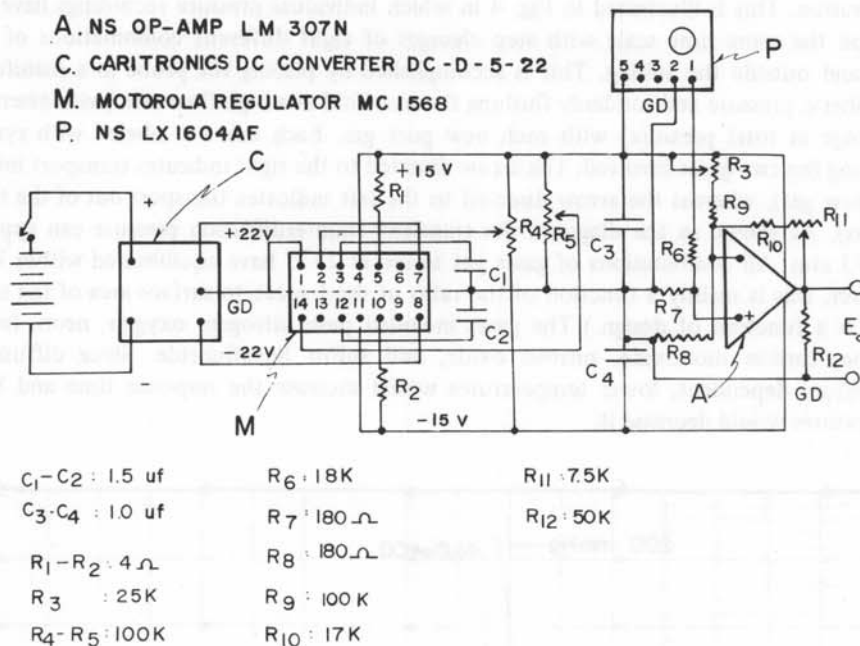 A. NS OP-AMP LM 107N
C. CARITRONICS DC CONVERTER DC-D-5-22
M. MOTOROLA REGULATOR MC 1568
P. NS LX1604AF
5 4 3 2 1
P
GD
C
+
+22V
+15 V
R1
R4
R5
C3
R3
R9
R11
R10
R6
GD
1 2 3 4 5 6 7
14 13 12 11 10 9 8
C1
C2
R7
R8
+
E
R12
-22V
-
M
R2
C4
A
GD
-15 V
C1-C2 : 1.5 uf
C3-C4 : 1.0 uf
R1-R2 : 4 Ω
R3 : 25K
R4-R5 : 100K
R6 : 18K
R7 : 180 Ω
R8 : 180 Ω
R9 : 100K
R10 : 17K
R11 : 7.5K
R12 : 50K